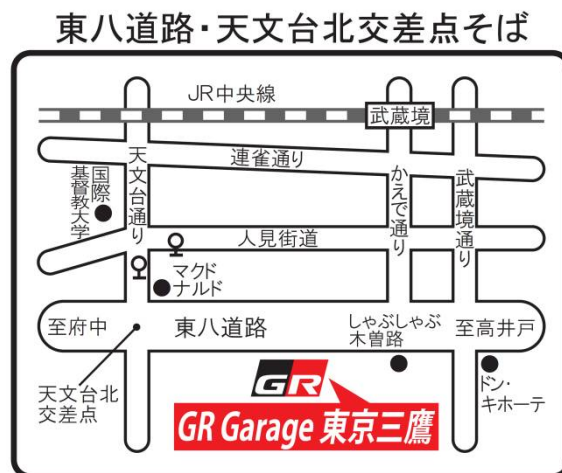 東八道路・天文台北交差点そば
JR中央線
武蔵境
連雀通り
天文台通り
国際
基督教大学
かえで通り
武蔵境通り
人見街道
マクド
ナルド
至府中
東八道路
しゃぶしゃぶ
木曽路
至高井戸
天文台北
交差点
GR
GR Garage 東京三鷹
ドン・
キホーテ